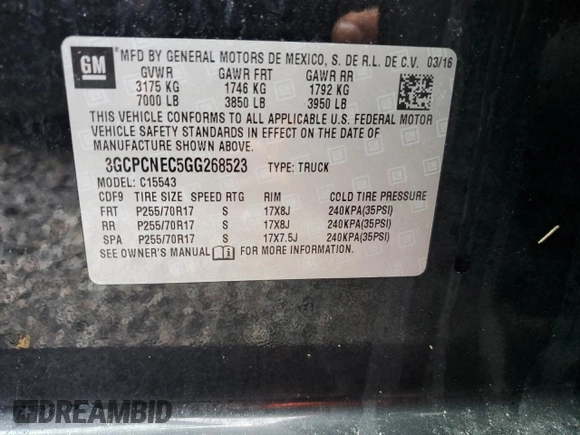 GM
MFD BY GENERAL MOTORS DE MEXICO, S. DE R.L. DE C.V. 03/16
GVWR GAWR FRT GAWR RR
3175 KG 1746 KG 1792 KG
7000 LB 3850 LB 3950 LB
THIS VEHICLE CONFORMS TO ALL APPLICABLE U.S. FEDERAL MOTOR
VEHICLE SAFETY STANDARDS IN EFFECT ON THE DATE OF
MANUFACTURE SHOWN ABOVE.
3GCPCNEC5GG268523 TYPE: TRUCK
MODEL: C15543
CDF9 TIRE SIZE SPEED RTG RIM COLD TIRE PRESSURE
FRT P255/70R17 S 17X8J 240KPA(35PSI)
RR P255/70R17 S 17X8J 240KPA(35PSI)
SPA P255/70R17 S 17X7.5J 240KPA(35PSI)
SEE OWNER'S MANUAL FOR MORE INFORMATION.
DREAMBID